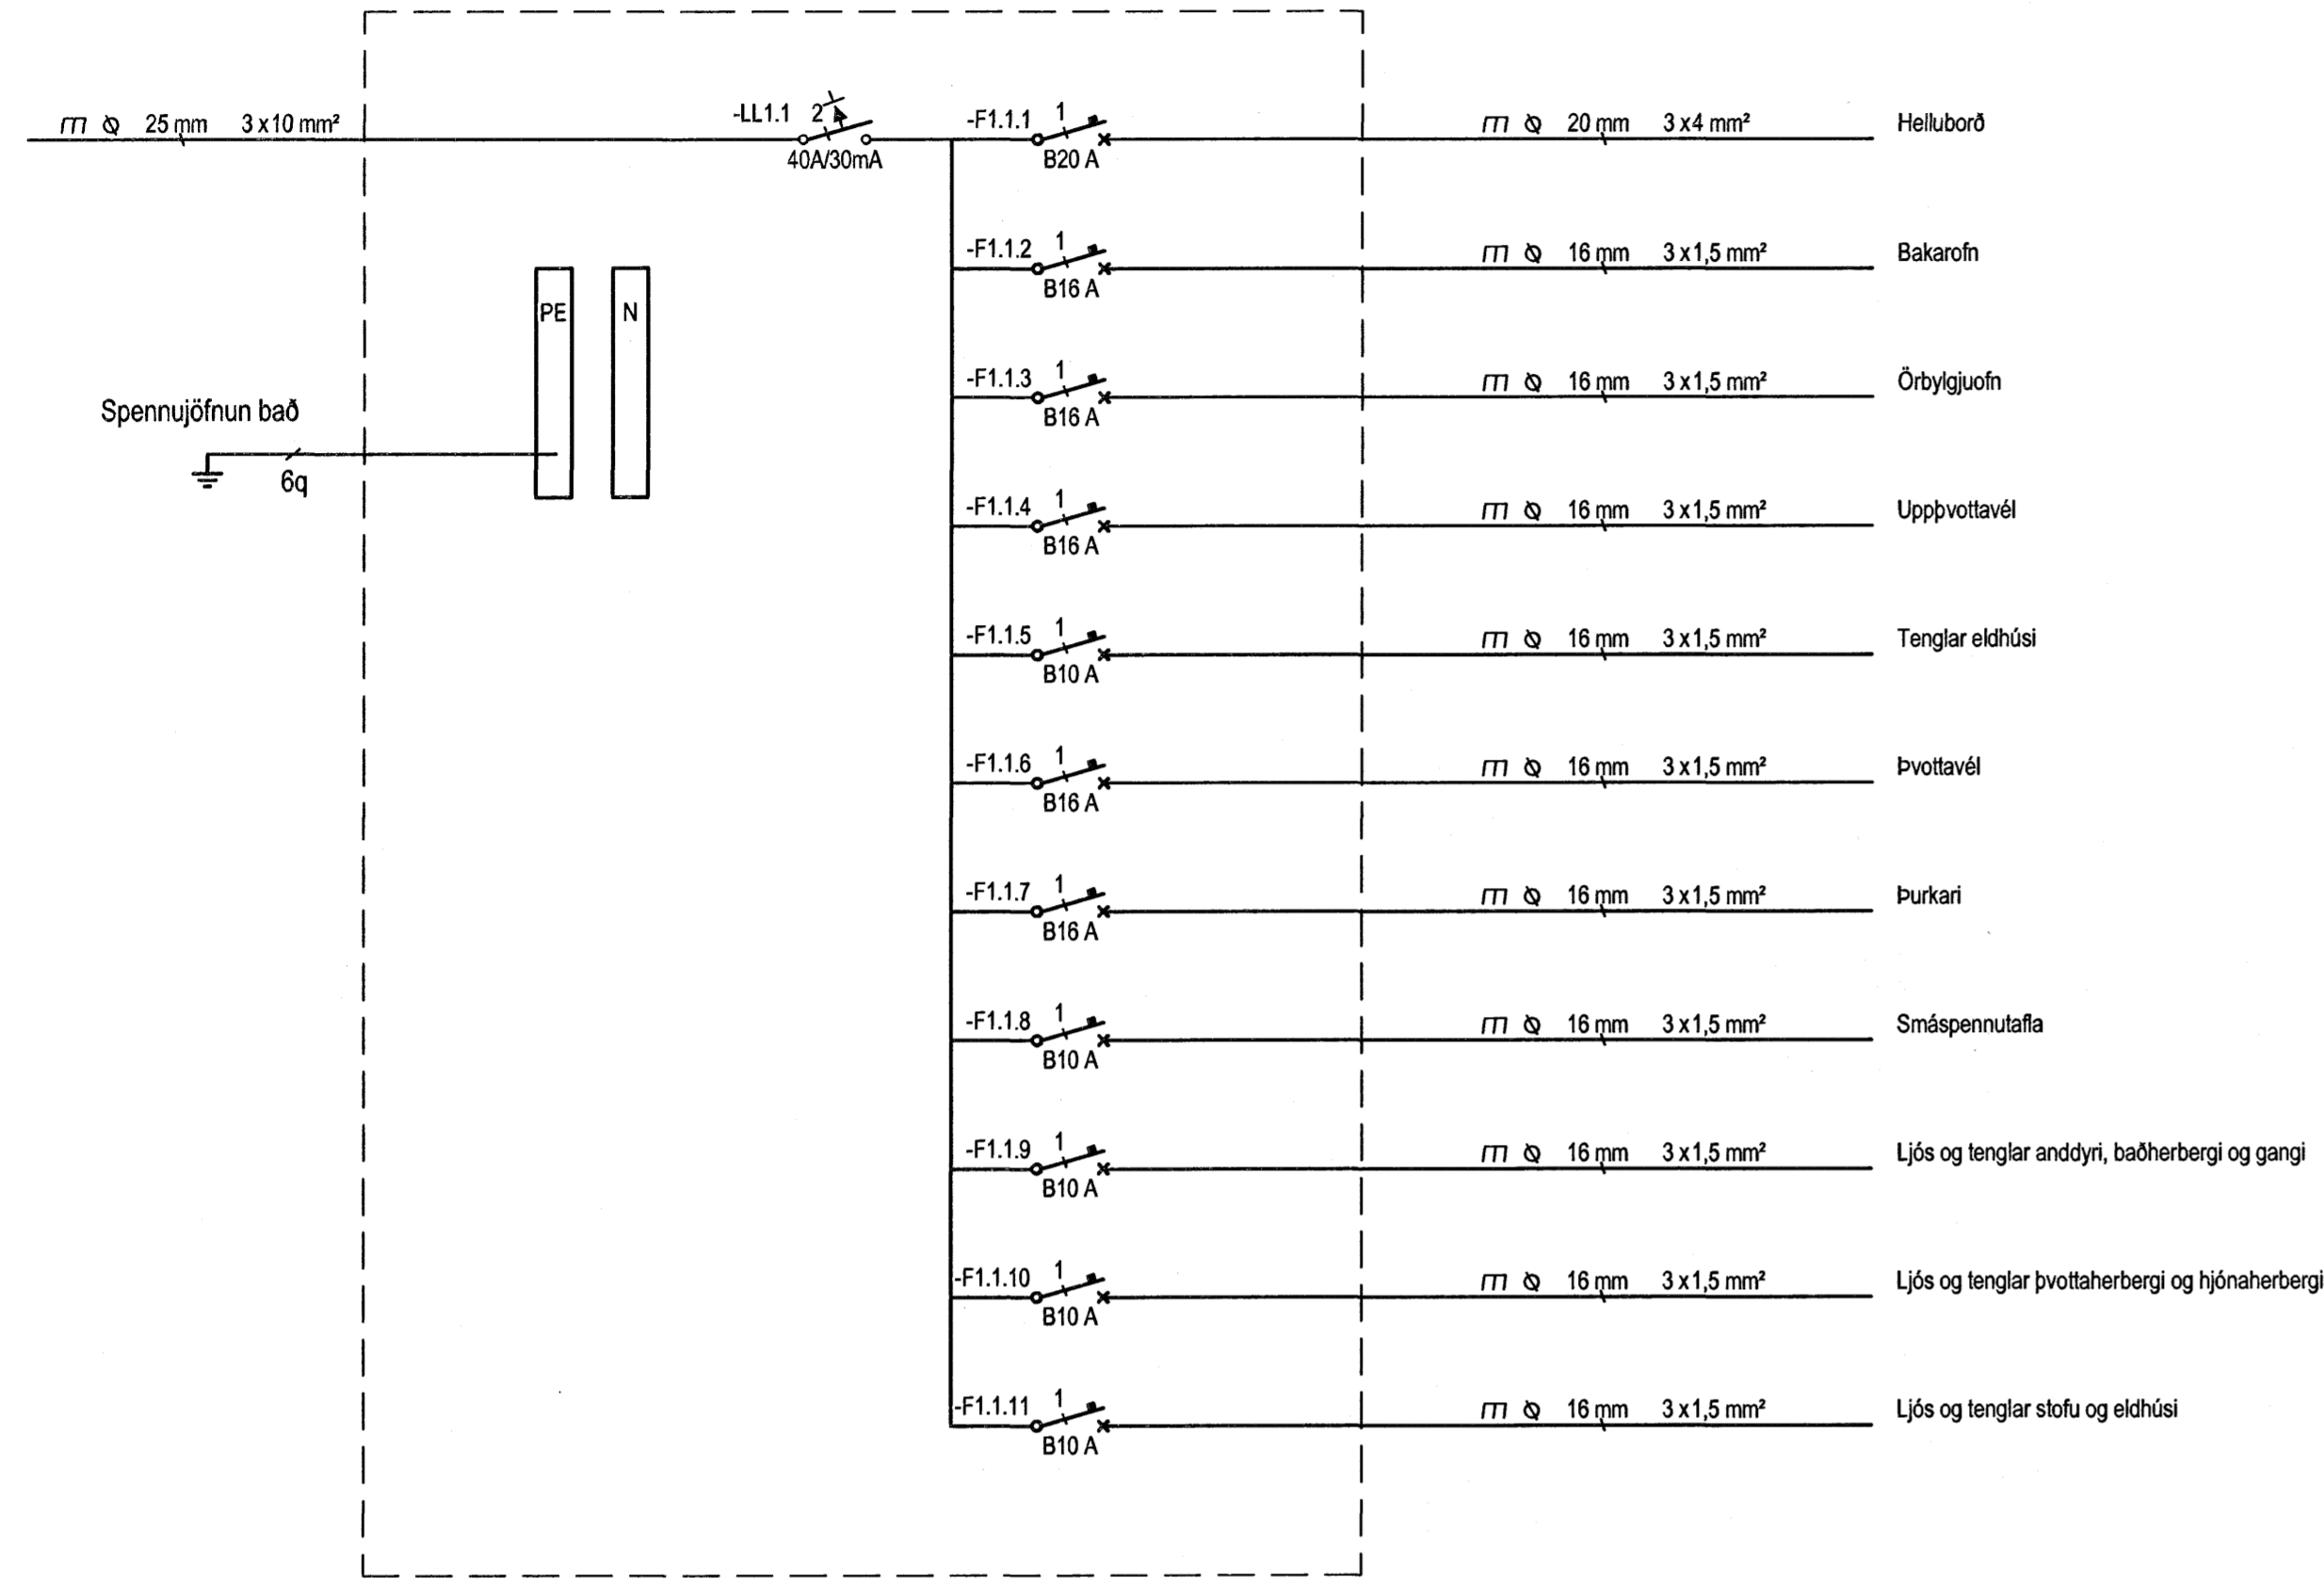 25 mm 3 x 10 mm²
-LL1.1 2
40A/30mA
-F1.1.1 1
B20 A
20 mm 3 x 4 mm² Helluborð
-F1.1.2 1
B16 A
16 mm 3 x 1,5 mm² Bakarofn
PE N
-F1.1.3 1
B16 A
16 mm 3 x 1,5 mm² Örbylgjuofn
Spennujöfnun bað
6q
-F1.1.4 1
B16 A
16 mm 3 x 1,5 mm² Uppþvottavél
-F1.1.5 1
B10 A
16 mm 3 x 1,5 mm² Tenglar eldhúsi
-F1.1.6 1
B16 A
16 mm 3 x 1,5 mm² Þvottavél
-F1.1.7 1
B16 A
16 mm 3 x 1,5 mm² Þurkari
-F1.1.8 1
B10 A
16 mm 3 x 1,5 mm² Smáspennutafla
-F1.1.9 1
B10 A
16 mm 3 x 1,5 mm² Ljós og tenglar anddyri, baðherbergi og gangi
-F1.1.10 1
B10 A
16 mm 3 x 1,5 mm² Ljós og tenglar þvottaherbergi og hjónaherbergi
-F1.1.11 1
B10 A
16 mm 3 x 1,5 mm² Ljós og tenglar stofu og eldhúsi